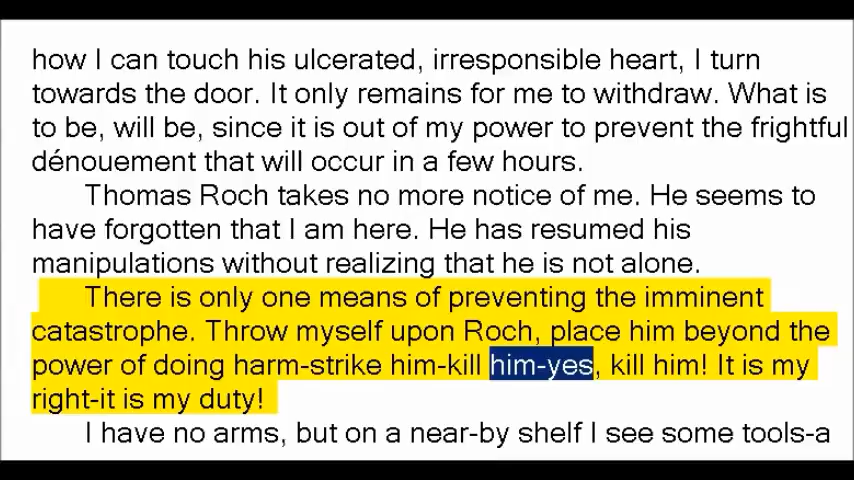 how I can touch his ulcerated, irresponsible heart, I turn
towards the door. It only remains for me to withdraw. What is
to be, will be, since it is out of my power to prevent the frightful
dénouement that will occur in a few hours.
Thomas Roch takes no more notice of me. He seems to
have forgotten that I am here. He has resumed his
manipulations without realizing that he is not alone.
There is only one means of preventing the imminent
catastrophe. Throw myself upon Roch, place him beyond the
power of doing harm-strike him-kill him-yes, kill him! It is my
right-it is my duty!
I have no arms, but on a near-by shelf I see some tools-a